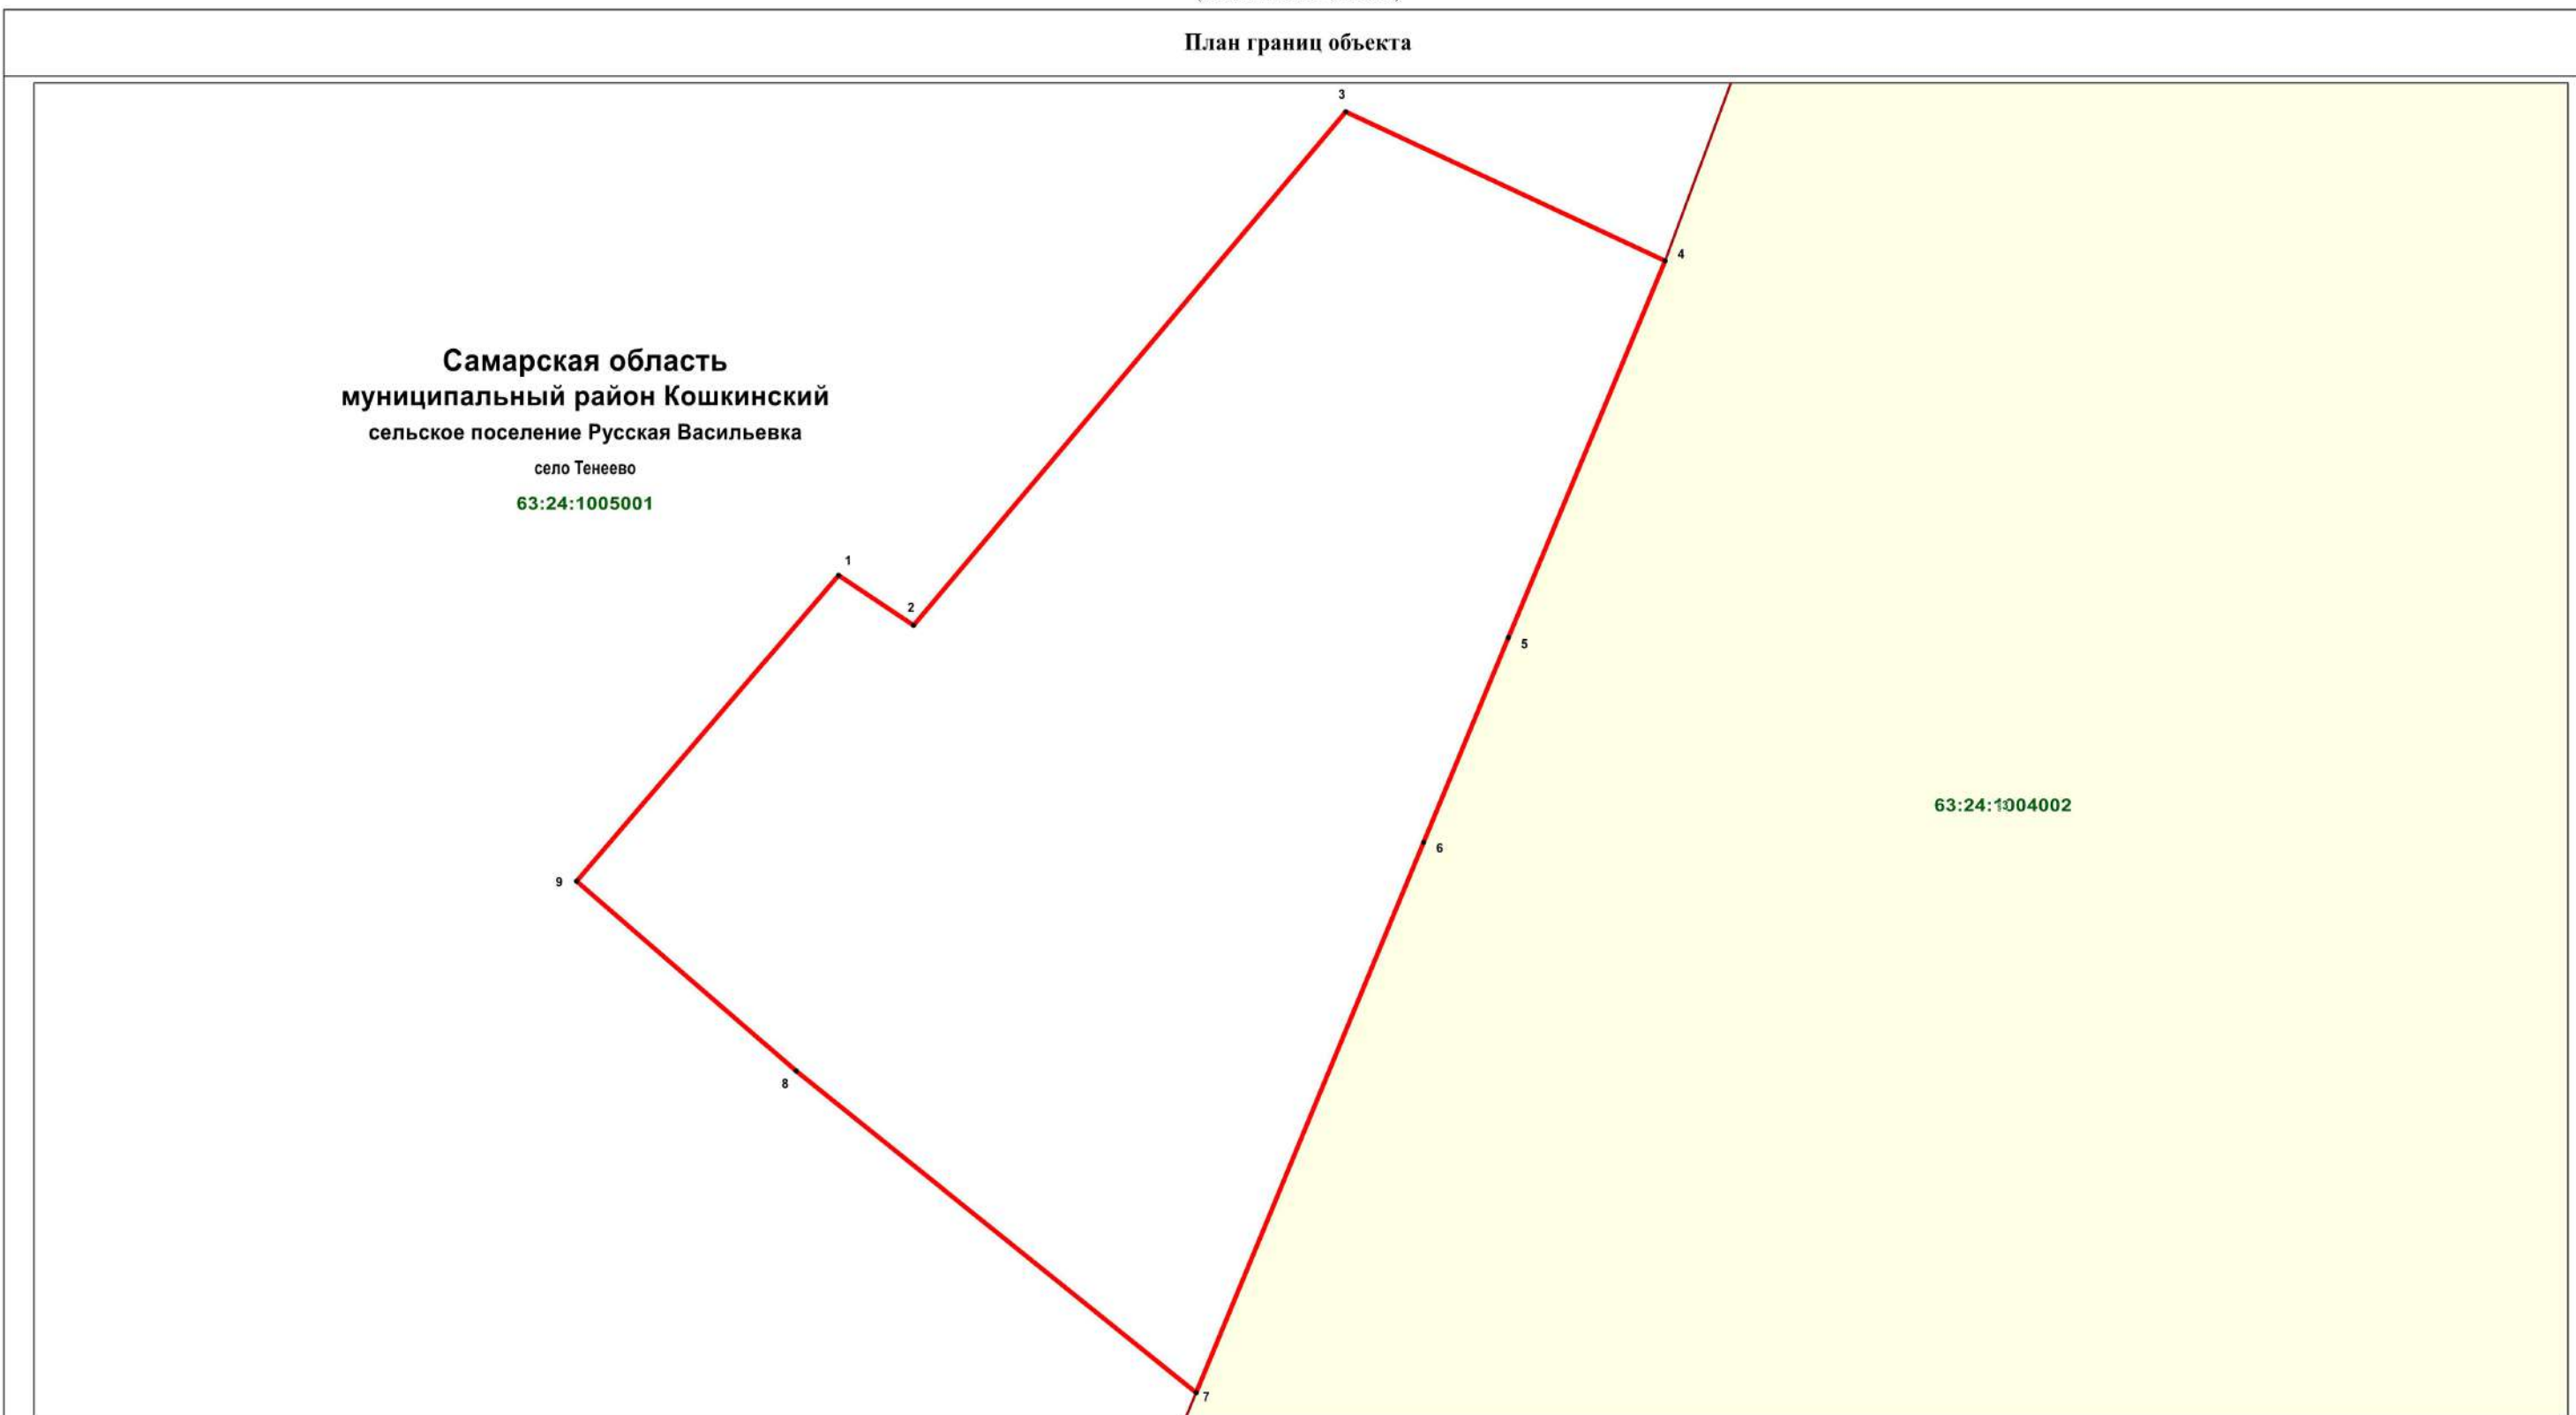 План границ объекта
3
4
Самарская область
муниципальный район Кошкинский
сельское поселение Русская Васильевка
село Тенеево
63:24:1005001
1
2
5
63:24:1004002
6
9
8
7